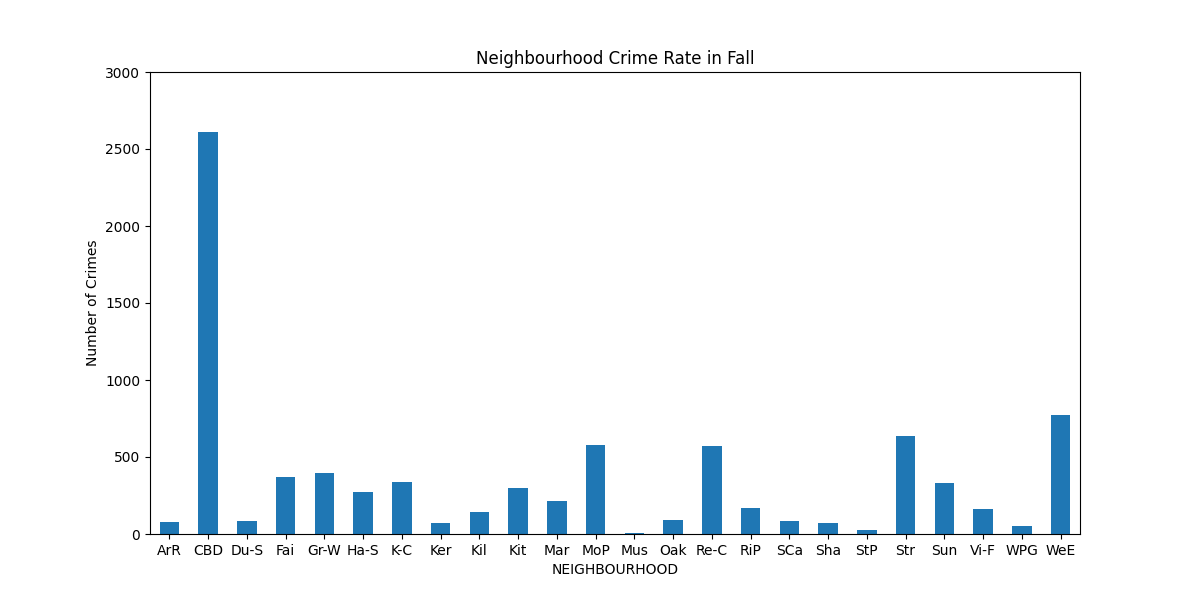 Neighbourhood Crime Rate in Fall
3000
2500
2000
1500
1000
500
0
Number of Crimes
ArR CBD Du-S Fai Gr-W Ha-S K-C Ker Kil Kit Mar MoP Mus Oak Re-C RiP SCa Sha StP Str Sun Vi-F WPG WeE
NEIGHBOURHOOD